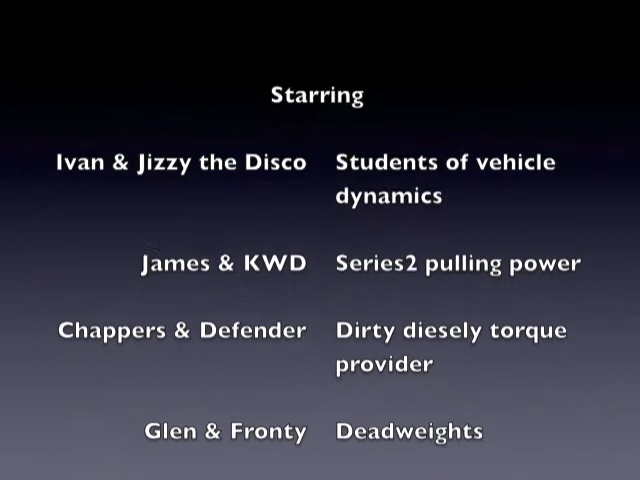 Starring
Ivan & Jizzy the Disco Students of vehicle
dynamics
James & KWD Series2 pulling power
Chappers & Defender Dirty diesely torque
provider
Glen & Fronty Deadweights